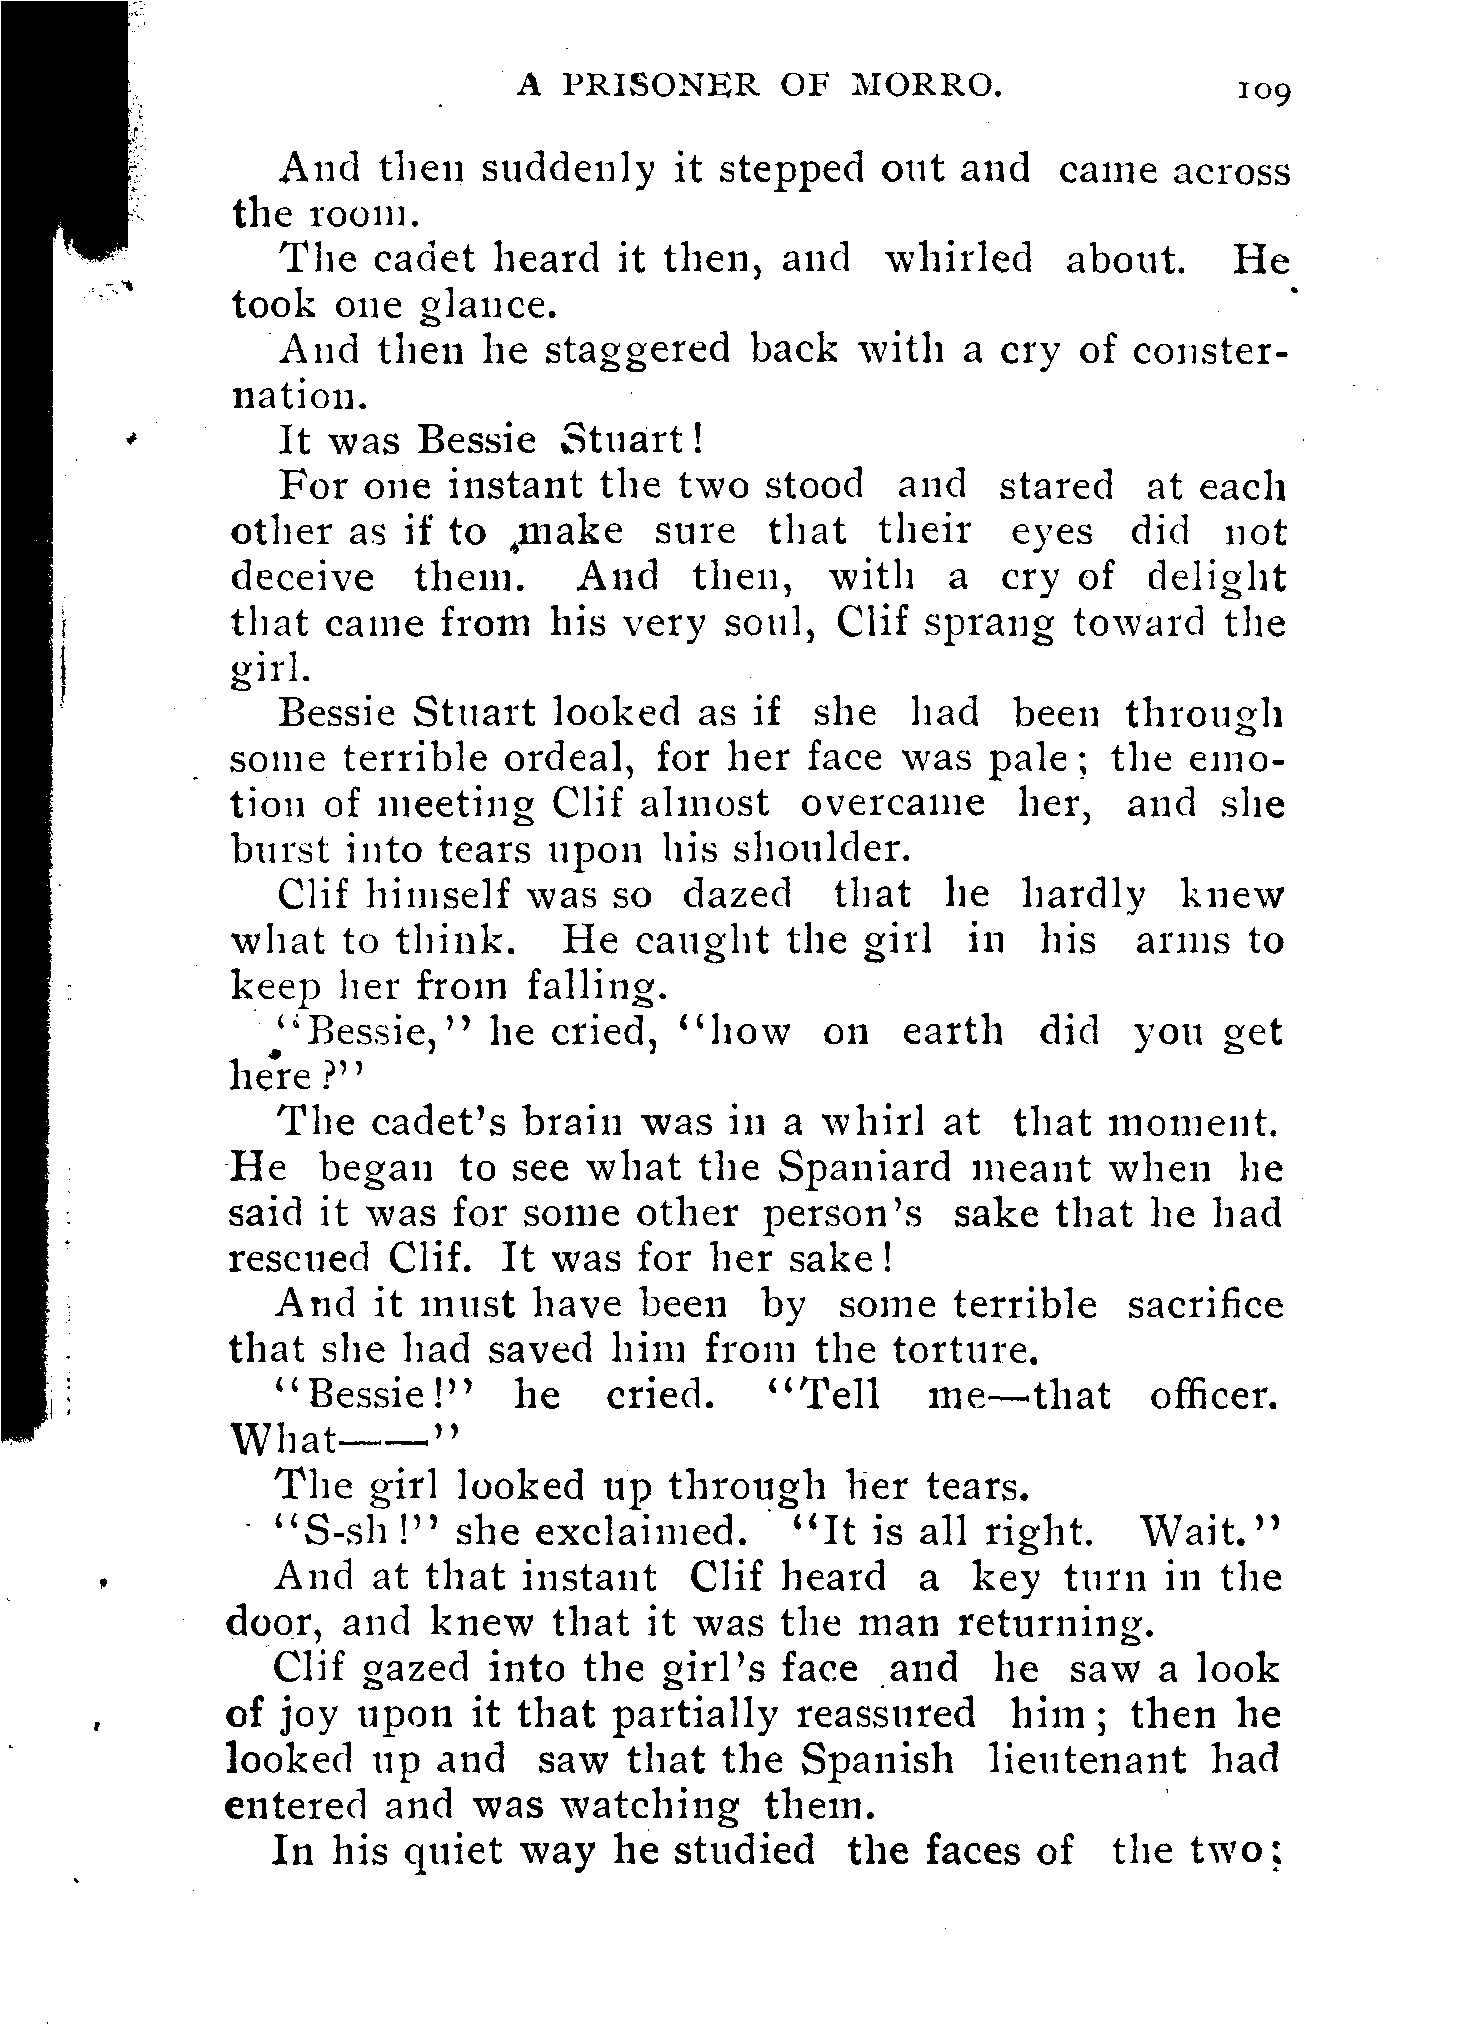 A PRISONER OF MORRO. 109
And then suddenly it stepped out and came across
the room.
The cadet heard it then, and whirled about. He
took one glance.
And then he staggered back with a cry of conster-
nation.
It was Bessie Stuart!
For one instant the two stood and stared at each
other as if to make sure that their eyes did not
deceive them. And then, with a cry of delight
that came from his very soul, Clif sprang toward the
girl.
Bessie Stuart looked as if she had been through
some terrible ordeal, for her face was pale; the emo-
tion of meeting Clif almost overcame her, and she
burst into tears upon his shoulder.
Clif himself was so dazed that he hardly knew
what to think. He caught the girl in his arms to
keep her from falling.
"Bessie," he cried, "how on earth did you get
here?"
The cadet's brain was in a whirl at that moment.
He began to see what the Spaniard meant when he
said it was for some other person's sake that he had
rescued Clif. It was for her sake!
And it must have been by some terrible sacrifice
that she had saved him from the torture.
"Bessie!" he cried. "Tell me—that officer.
What——"
The girl looked up through her tears.
"S-sh!" she exclaimed. "It is all right. Wait."
And at that instant Clif heard a key turn in the
door, and knew that it was the man returning.
Clif gazed into the girl's face and he saw a look
of joy upon it that partially reassured him; then he
looked up and saw that the Spanish lieutenant had
entered and was watching them.
In his quiet way he studied the faces of the two;